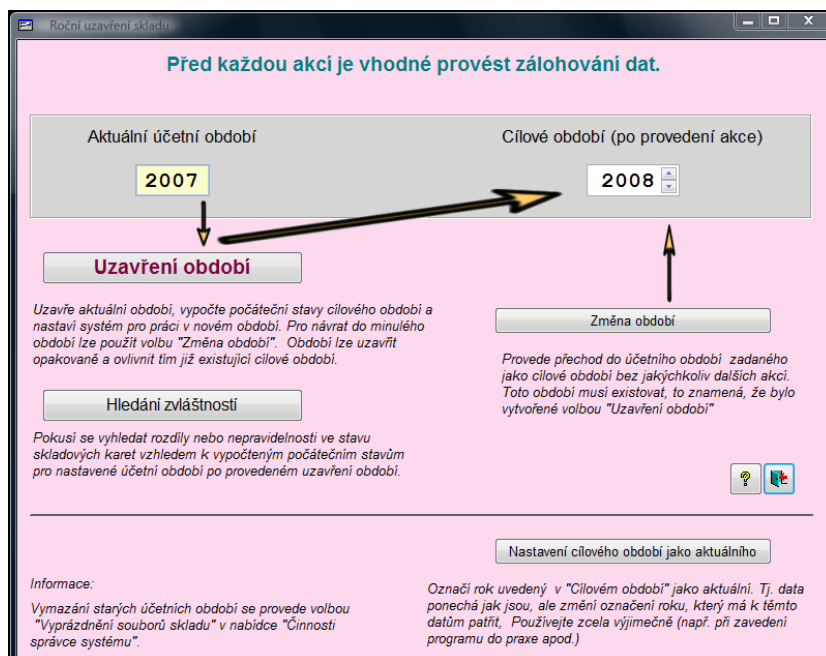 Roční uzavření skladu
Před každou akcí je vhodné provést zálohování dat.
Aktuální účetní období
Cílové období (po provedení akce)
2007
2008
Uzavření období
Uzavře aktuální období, vypočte počáteční stavy cílového období a
nastaví systém pro práci v novém období. Pro návrat do minulého
období lze použít volbu "Změna období". Období lze uzavřít
opakovaně a ovlivnit tím již existující cílové období.
Změna období
Provede přechod do účetního období zadaného
jako cílové období bez jakýchkoliv dalších akcí.
Toto období musí existovat, to znamená, že bylo
vytvořené volbou "Uzavření období"
Hledání zvláštností
Pokusí se vyhledat rozdíly nebo nepravidelnosti ve stavu
skladových karet vzhledem k vypočteným počátečním stavům
pro nastavené účetní období po provedeném uzavření období.
?
Nastavení cílového období jako aktuálního
Informace:
Vymazání starých účetních období se provede volbou
"Vyprázdnění souborů skladu" v nabídce "Činnosti
správce systému".
Označí rok uvedený v "Cílovém období" jako aktuální. Tj. data
ponechá jak jsou, ale změní označení roku, který má k těmto
datům patřit, Používejte zcela výjimečně (např. při zavedení
programu do praxe apod.)